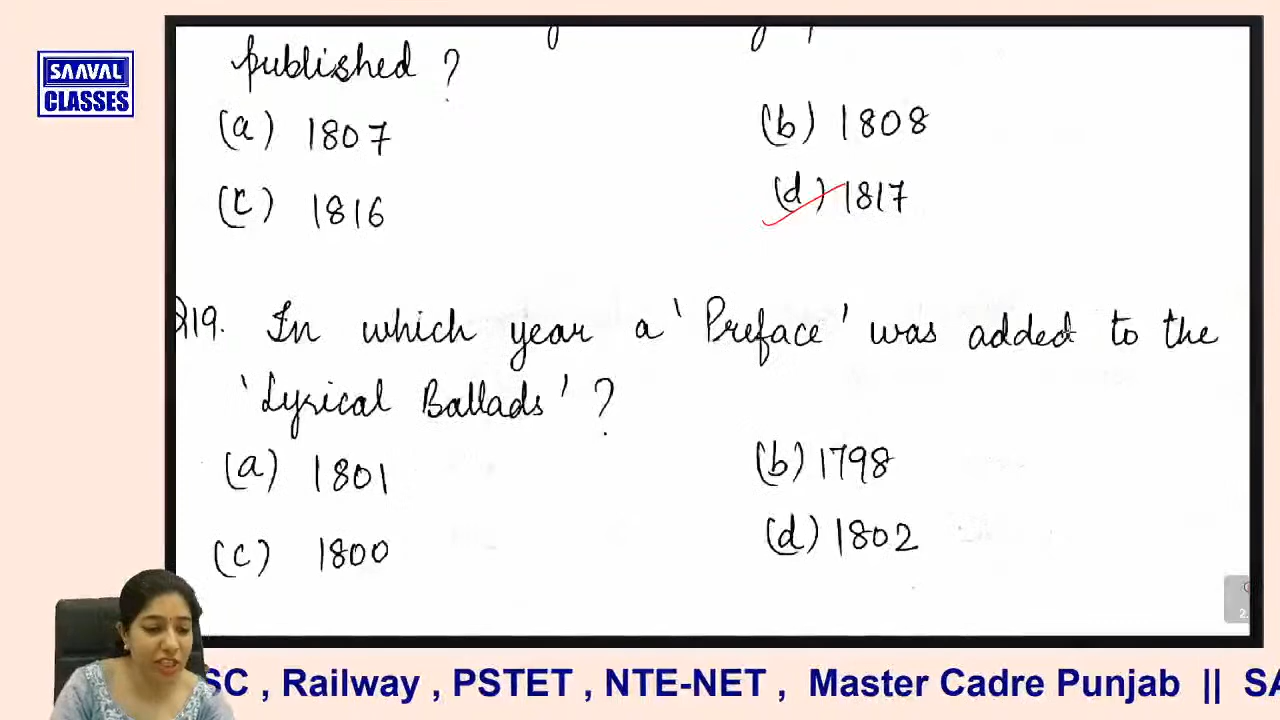 SAAVAL
CLASSES
published ?
(a) 1807 (b) 1808
(c) 1816 (d) 1817
19. In which year a 'Preface' was added to the
'Lyrical Ballads' ?
(a) 1801 (b) 1798
(c) 1800 (d) 1802
SC , Railway , PSTET , NTE-NET , Master Cadre Punjab || SA